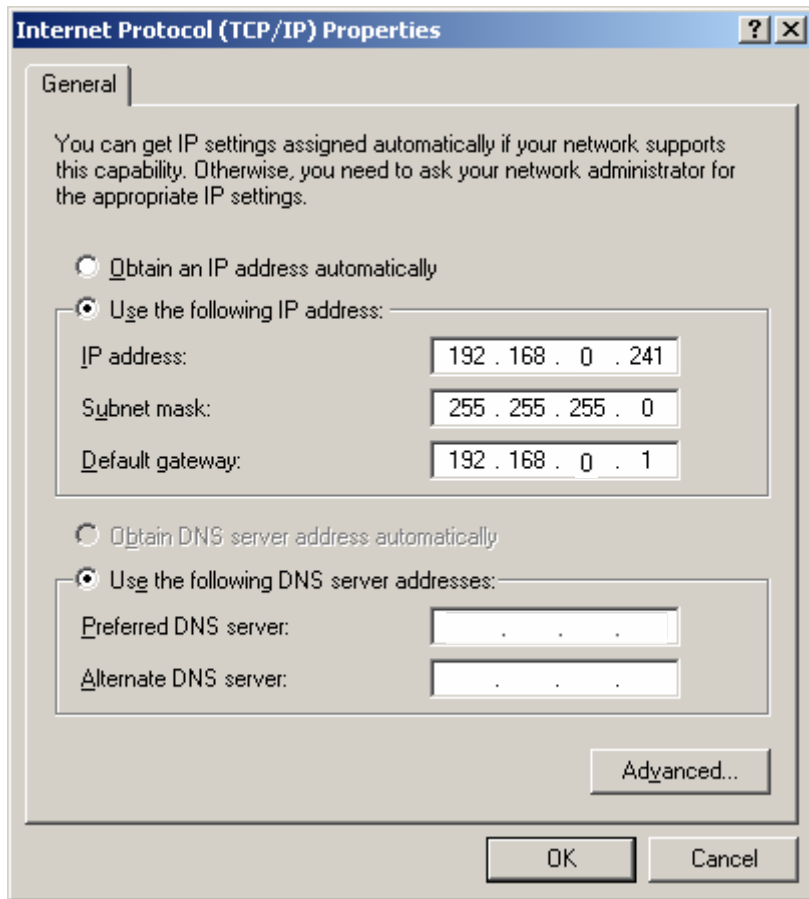 Internet Protocol (TCP/IP) Properties
General
You can get IP settings assigned automatically if your network supports
this capability. Otherwise, you need to ask your network administrator for
the appropriate IP settings.
Obtain an IP address automatically
Use the following IP address:
IP address: 192 . 168 . 0 . 241
Subnet mask: 255 . 255 . 255 . 0
Default gateway: 192 . 168 . 0 . 1
Obtain DNS server address automatically
Use the following DNS server addresses:
Preferred DNS server: . . .
Alternate DNS server: . . .
Advanced...
OK Cancel